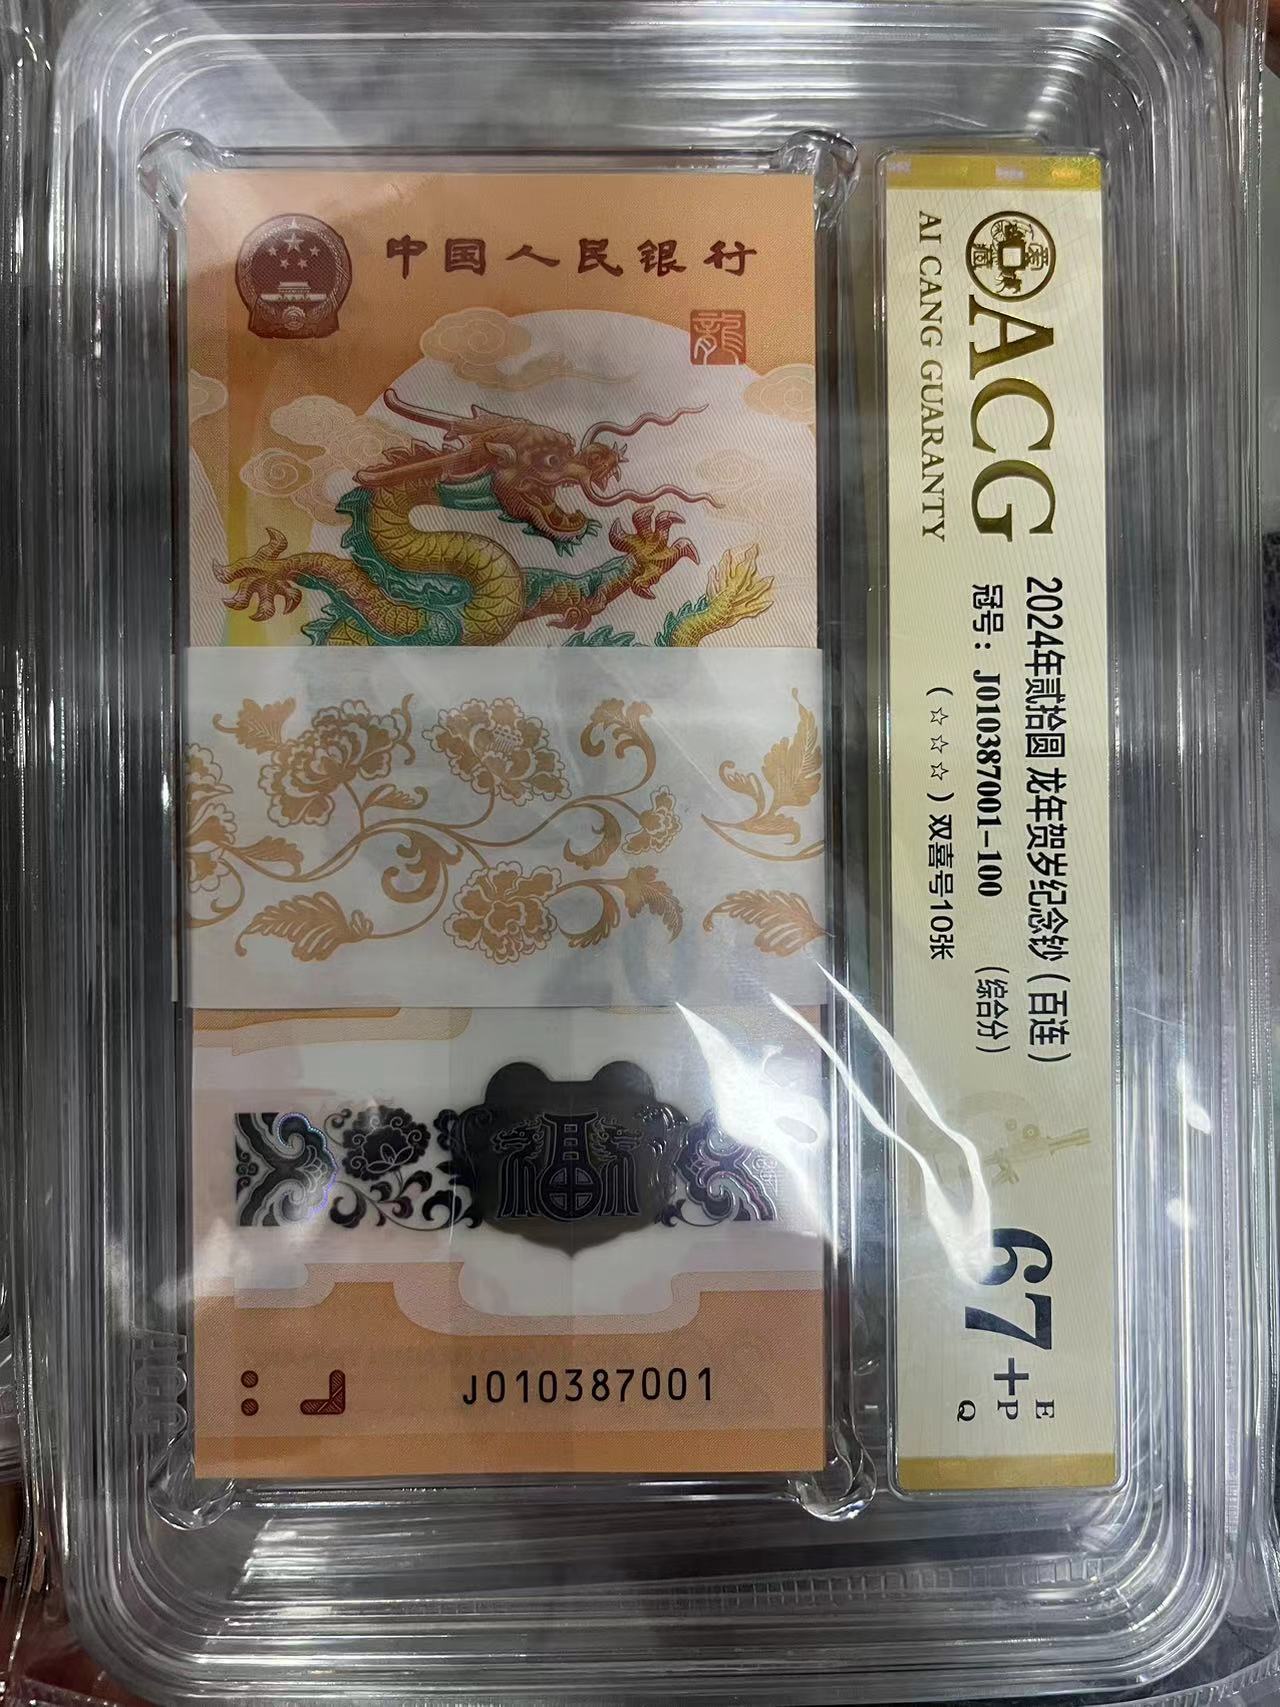 中国人民银行
龍
福
J010387001
ACG
AI CANG GUARANTY
2024年贰拾圆 龙年贺岁纪念钞（百连）
冠号：J010387001-100 （综合分）
（☆☆☆）双喜号10张
67+
E
P
Q
ACG